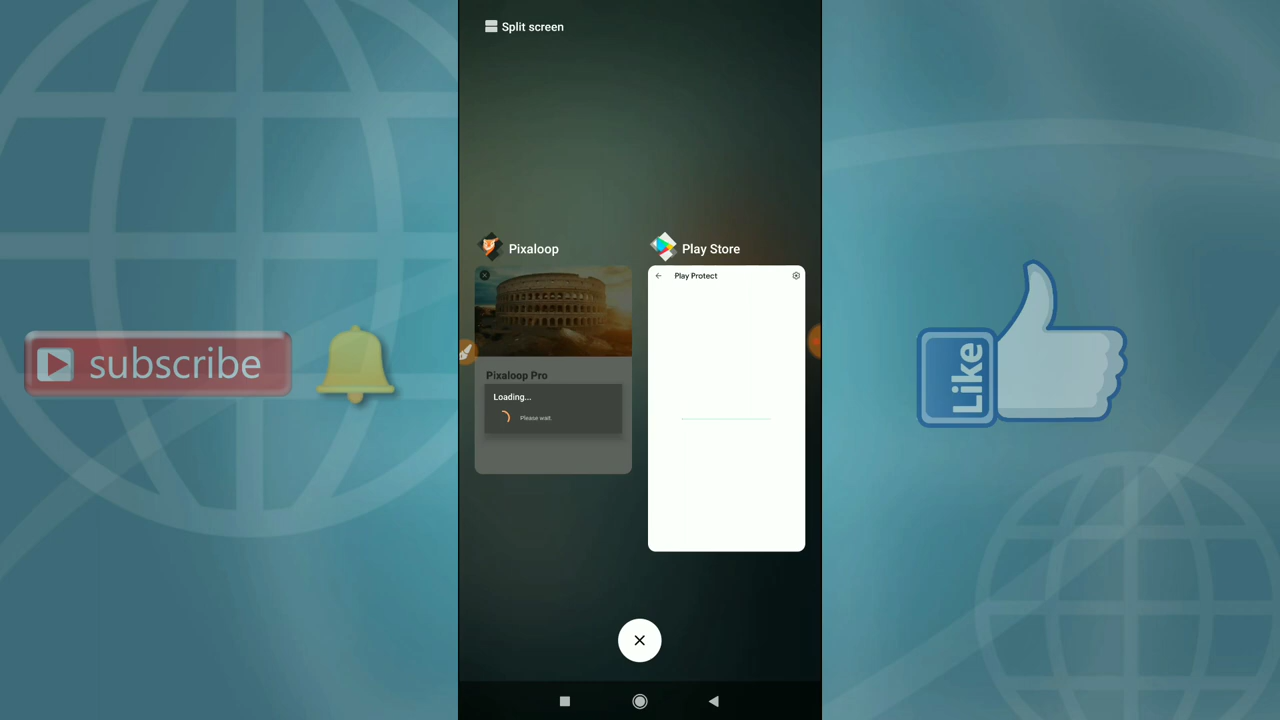 Split screen
Pixaloop
Play Store
Play Protect
Pixaloop Pro
Loading...
Please wait.
subscribe
Like